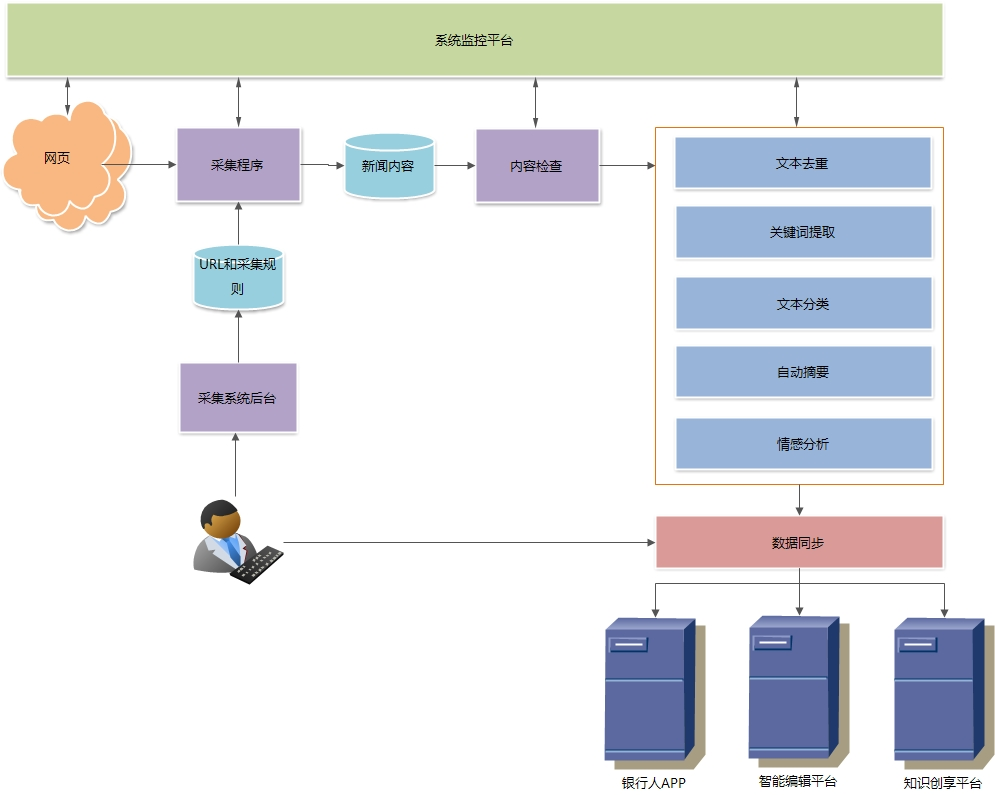 系统监控平台
网页
采集程序
新闻内容
内容检查
文本去重
关键词提取
URL和采集规
则
文本分类
自动摘要
采集系统后台
情感分析
数据同步
银行人APP
智能编辑平台
知识创享平台